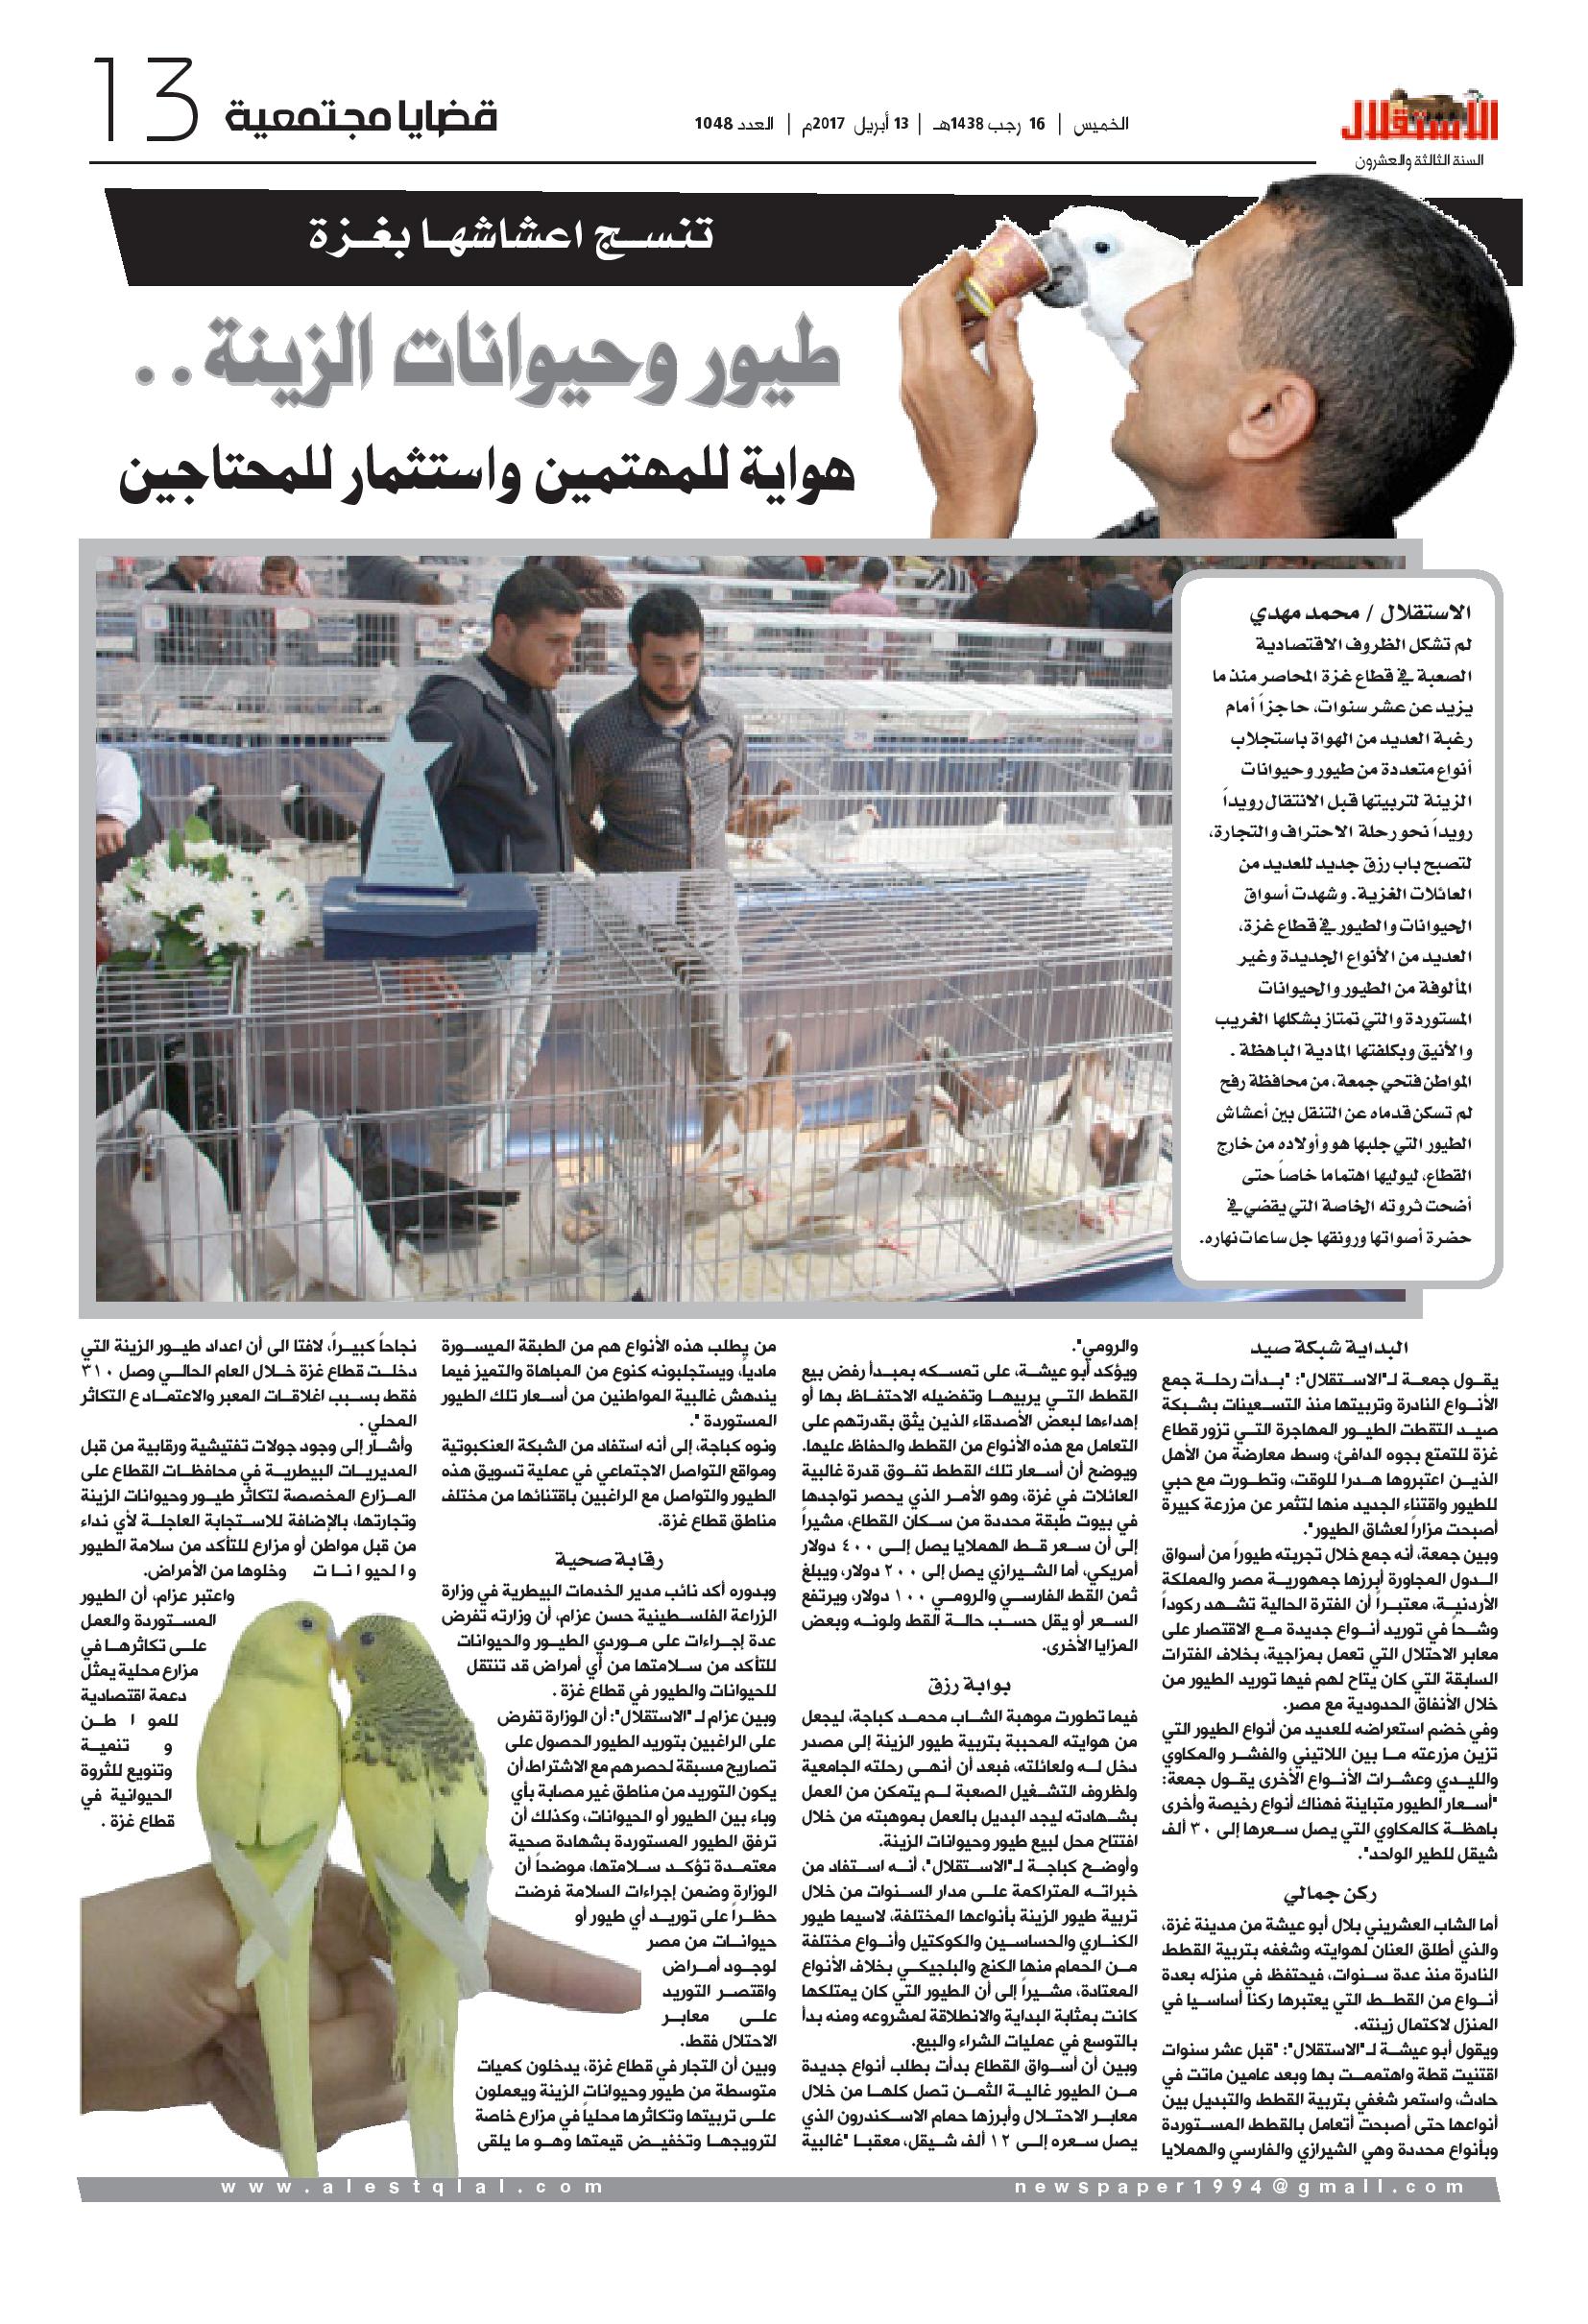 الاستقلال
السنة الثالثة والعشرون
الخميس | 16 رجب 1438هـ | 13 أبريل 2017م | العدد 1048
قضايا مجتمعية
13
تنسج اعشاشها بغزة
طيور وحيوانات الزينة..
هواية للمهتمين واستثمار للمحتاجين
الاستقلال / محمد مهدي
لم تشكل الظروف الاقتصادية
الصعبة في قطاع غزة المحاصر منذ ما
يزيد عن عشر سنوات، حاجزاً أمام
رغبة العديد من الهواة باستجلاب
أنواع متعددة من طيور وحيوانات
الزينة لتربيتها قبل الانتقال رويداً
رويداً نحو رحلة الاحتراف والتجارة،
لتصبح باب رزق جديد للعديد من
العائلات الغزية. وشهدت أسواق
الحيوانات والطيور في قطاع غزة،
العديد من الأنواع الجديدة وغير
المألوفة من الطيور والحيوانات
المستوردة والتي تمتاز بشكلها الغريب
والأنيق وبكلفتها المادية الباهظة .
المواطن فتحي جمعة، من محافظة رفح
لم تسكن قدماه عن التنقل بين أعشاش
الطيور التي جلبها هو وأولاده من خارج
القطاع، ليوليها اهتماما خاصاً حتى
أضحت ثروته الخاصة التي يقضي في
حضرة أصواتها ورونقها جل ساعات نهاره.
البداية شبكة صيد
يقول جمعة لـ"الاستقلال": "بدأت رحلة جمع
الأنواع النادرة وتربيتها منذ التسعينات بشبكة
صيد التقطت الطيور المهاجرة التي تزور قطاع
غزة للتمتع بجوه الدافئ، وسط معارضة من الأهل
الذين اعتبروها هدرا للوقت، وتطورت مع حبي
للطيور واقتناء الجديد منها لتثمر عن مزرعة كبيرة
أصبحت مزاراً لعشاق الطيور".
وبين جمعة، أنه جمع خلال تجربته طيوراً من أسواق
الدول المجاورة أبرزها جمهورية مصر والمملكة
الأردنية، معتبراً أن الفترة الحالية تشهد ركوداً
وشحاً في توريد أنواع جديدة مع الاقتصار على
معابر الاحتلال التي تعمل بمزاجية، بخلاف الفترات
السابقة التي كان يتاح لهم فيها توريد الطيور من
خلال الأنفاق الحدودية مع مصر.
وفي خضم استعراضه للعديد من أنواع الطيور التي
تزين مزرعته ما بين اللاتيني والفشر والمكاوي
والليدي وعشرات الأنواع الأخرى يقول جمعة:
"أسعار الطيور متباينة فهناك أنواع رخيصة وأخرى
باهظة كالمكاوي التي يصل سعرها إلى ٣٠ ألف
شيقل للطير الواحد".
ركن جمالي
أما الشاب العشريني بلال أبو عيشة من مدينة غزة،
والذي أطلق العنان لهوايته وشغفه بتربية القطط
النادرة منذ عدة سنوات، فيحتفظ في منزله بعدة
أنواع من القطط التي يعتبرها ركنا أساسيا في
المنزل لاكتمال زينته.
ويقول أبو عيشة لـ"الاستقلال": "قبل عشر سنوات
اقتنيت قطة واهتممت بها وبعد عامين ماتت في
حادث، واستمر شغفي بتربية القطط والتبديل بين
أنواعها حتى أصبحت أتعامل بالقطط المستوردة
وبأنواع محددة وهي الشيرازي والفارسي والهملايا
والرومي".
ويؤكد أبو عيشة، على تمسكه بمبدأ رفض بيع
القطط التي يربيها وتفضيله الاحتفاظ بها أو
إهداءها لبعض الأصدقاء الذين يثق بقدرتهم على
التعامل مع هذه الأنواع من القطط والحفاظ عليها.
ويوضح أن أسعار تلك القطط تفوق قدرة غالبية
العائلات في غزة، وهو الأمر الذي يحصر تواجدها
في بيوت طبقة محددة من سكان القطاع، مشيراً
إلى أن سعر قط الهملايا يصل إلى ٤٠٠ دولار
أمريكي، أما الشيرازي يصل إلى ٢٠٠ دولار، ويبلغ
ثمن القط الفارسي والرومي ١٠٠ دولار، ويرتفع
السعر أو يقل حسب حالة القط ولونه وبعض
المزايا الأخرى.
بوابة رزق
فيما تطورت موهبة الشاب محمد كباجة، ليجعل
من هوايته المحببة بتربية طيور الزينة إلى مصدر
دخل له ولعائلته، فبعد أن أنهى رحلته الجامعية
ولظروف التشغيل الصعبة لم يتمكن من العمل
بشهادته ليجد البديل بالعمل بموهبته من خلال
افتتاح محل لبيع طيور وحيوانات الزينة.
وأوضح كباجة لـ"الاستقلال"، أنه استفاد من
خبراته المتراكمة على مدار السنوات من خلال
تربية طيور الزينة بأنواعها المختلفة، لاسيما طيور
الكناري والحساسين والكوكتيل وأنواع مختلفة
من الحمام منها الكنج والبلجيكي بخلاف الأنواع
المعتادة، مشيراً إلى أن الطيور التي كان يمتلكها
كانت بمثابة البداية والانطلاقة لمشروعه ومنه بدأ
بالتوسع في عمليات الشراء والبيع.
وبين أن أسواق القطاع بدأت بطلب أنواع جديدة
من الطيور غالية الثمن تصل كلها من خلال
معابر الاحتلال وأبرزها حمام الاسكندرون الذي
يصل سعره إلى ١٢ ألف شيقل، معقبا "غالبية
من يطلب هذه الأنواع هم من الطبقة الميسورة
مادياً، ويستجلبونه كنوع من المباهاة والتميز فيما
يندهش غالبية المواطنين من أسعار تلك الطيور
المستوردة ".
ونوه كباجة، إلى أنه استفاد من الشبكة العنكبوتية
ومواقع التواصل الاجتماعي في عملية تسويق هذه
الطيور والتواصل مع الراغبين باقتنائها من مختلف
مناطق قطاع غزة.
رقابة صحية
وبدوره أكد نائب مدير الخدمات البيطرية في وزارة
الزراعة الفلسطينية حسن عزام، أن وزارته تفرض
عدة إجراءات على موردي الطيور والحيوانات
للتأكد من سلامتها من أي أمراض قد تنتقل
للحيوانات والطيور في قطاع غزة .
وبين عزام لـ "الاستقلال": أن الوزارة تفرض
على الراغبين بتوريد الطيور الحصول على
تصاريح مسبقة لحصرهم مع الاشتراط أن
يكون التوريد من مناطق غير مصابة بأي
وباء بين الطيور أو الحيوانات، وكذلك أن
ترفق الطيور المستوردة بشهادة صحية
معتمدة تؤكد سلامتها، موضحاً أن
الوزارة وضمن إجراءات السلامة فرضت
حظراً على توريد أي طيور أو
حيوانات من مصر
لوجود أمراض
واقتصر التوريد
على معابر
الاحتلال فقط.
وبين أن التجار في قطاع غزة، يدخلون كميات
متوسطة من طيور وحيوانات الزينة ويعملون
على تربيتها وتكاثرها محلياً في مزارع خاصة
لترويجها وتخفيض قيمتها وهو ما يلقى
نجاحاً كبيراً، لافتا الى أن اعداد طيور الزينة التي
دخلت قطاع غزة خلال العام الحالي وصل ٣١٠
فقط بسبب اغلاقات المعبر والاعتماد ع التكاثر
المحلي .
وأشار إلى وجود جولات تفتيشية ورقابية من قبل
المديريات البيطرية في محافظات القطاع على
المزارع المخصصة لتكاثر طيور وحيوانات الزينة
وتجارتها، بالإضافة للاستجابة العاجلة لأي نداء
من قبل مواطن أو مزارع للتأكد من سلامة الطيور
والحيوانات وخلوها من الأمراض.
واعتبر عزام، أن الطيور
المستوردة والعمل
على تكاثرها في
مزارع محلية يمثل
دعمة اقتصادية
للمواطن
و تنمية
وتنويع للثروة
الحيوانية في
قطاع غزة .
www.alestqlal.com
newspaper1994@gmail.com